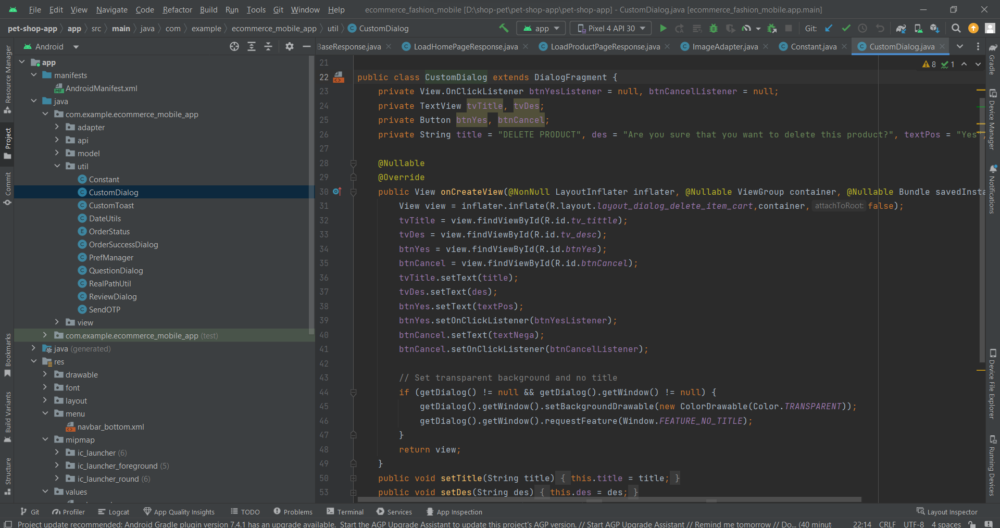 File Edit View Navigate Code Refactor Build Run Tools Git Window Help ecommerce_fashion_mobile [D:\shop-pet\pet-shop-app\pet-shop-app] - CustomDialog.java [ecommerce_fashion_mobile.app.main]
pet-shop-app app src main java com example ecommerce_mobile_app util CustomDialog app Pixel 4 API 30 Git:
Android
BaseResponse.java LoadHomePageResponse.java LoadProductPageResponse.java ImageAdapter.java Constant.java CustomDialog.java
Resource Manager
Project
Commit
Bookmarks
Build Variants
Structure
app
manifests
AndroidManifest.xml
java
com.example.ecommerce_mobile_app
adapter
api
model
util
Constant
CustomDialog
CustomToast
DateUtils
OrderStatus
OrderSuccessDialog
PrefManager
QuestionDialog
RealPathUtil
ReviewDialog
SendOTP
view
com.example.ecommerce_mobile_app (test)
java (generated)
res
drawable
font
layout
menu
navbar_bottom.xml
mipmap
ic_launcher (6)
ic_launcher_foreground (5)
ic_launcher_round (6)
values
8 1
21
22 public class CustomDialog extends DialogFragment {
23 private View.OnClickListener btnYesListener = null, btnCancelListener = null;
24 private TextView tvTitle, tvDes;
25 private Button btnYes, btnCancel;
26 private String title = "DELETE PRODUCT", des = "Are you sure that you want to delete this product?", textPos = "Yes",
27
28 @Nullable
29 @Override
30 public View onCreateView(@NonNull LayoutInflater inflater, @Nullable ViewGroup container, @Nullable Bundle savedInsta
31 View view = inflater.inflate(R.layout.layout_dialog_delete_item_cart,container, attachToRoot: false);
32 tvTitle = view.findViewById(R.id.tv_tittle);
33 tvDes = view.findViewById(R.id.tv_desc);
34 btnYes = view.findViewById(R.id.btnYes);
35 btnCancel = view.findViewById(R.id.btnCancel);
36 tvTitle.setText(title);
37 tvDes.setText(des);
38 btnYes.setText(textPos);
39 btnYes.setOnClickListener(btnYesListener);
40 btnCancel.setText(textNega);
41 btnCancel.setOnClickListener(btnCancelListener);
42
43 // Set transparent background and no title
44 if (getDialog() != null && getDialog().getWindow() != null) {
45 getDialog().getWindow().setBackgroundDrawable(new ColorDrawable(Color.TRANSPARENT));
46 getDialog().getWindow().requestFeature(Window.FEATURE_NO_TITLE);
47 }
48 return view;
49 }
50 public void setTitle(String title) { this.title = title; }
53 public void setDes(String des) { this.des = des; }
Gradle
Device Manager
Notifications
Device File Explorer
Running Devices
Git Profiler Logcat App Quality Insights TODO Problems Terminal Services App Inspection Layout Inspector
Project update recommended: Android Gradle plugin version 7.4.1 has an upgrade available. Start the AGP Upgrade Assistant to update this project's AGP version. // Start AGP Upgrade Assistant // Remind me tomorrow // Do... (40 minut 22:14 CRLF UTF-8 4 spaces